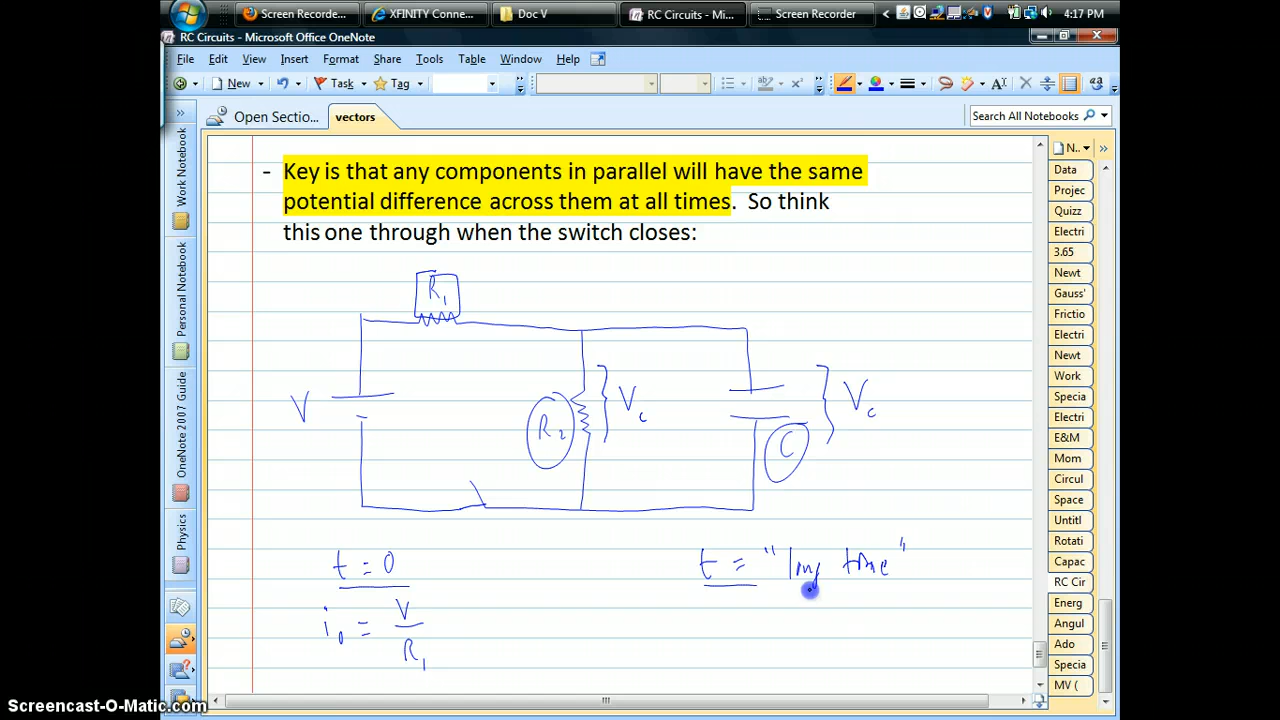 Screen Recorde...
XFINITY Conne...
Doc V
RC Circuits - Mi...
Screen Recorder
4:17 PM
RC Circuits - Microsoft Office OneNote
File Edit View Insert Format Share Tools Table Window Help
New Task Tag
Open Sectio... vectors
Search All Notebooks
N...
Work Notebook
Personal Notebook
OneNote 2007 Guide
Physics
- Key is that any components in parallel will have the same
potential difference across them at all times. So think
this one through when the switch closes:
R1
V
R2
Vc
C
Vc
t = 0
i0 = V
R1
t = "long time"
Data
Projec
Quizz
Electri
3.65
Newt
Gauss'
Frictio
Electri
Newt
Work
Specia
Electri
E&M
Mom
Circul
Space
Untitl
Rotati
Capac
RC Cir
Energ
Angul
Ado
Specia
MV (
Screencast-O-Matic.com